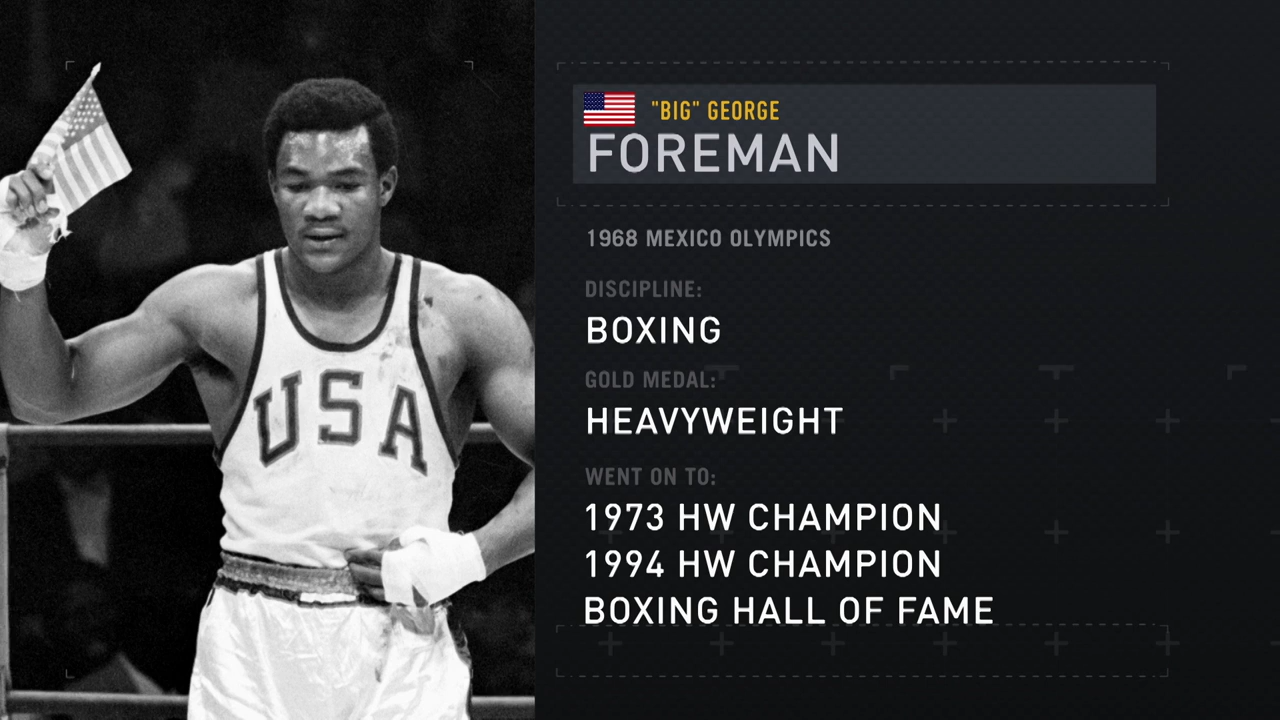 "BIG" GEORGE
FOREMAN
1968 MEXICO OLYMPICS
DISCIPLINE:
BOXING
GOLD MEDAL:
HEAVYWEIGHT
WENT ON TO:
1973 HW CHAMPION
1994 HW CHAMPION
BOXING HALL OF FAME
USA